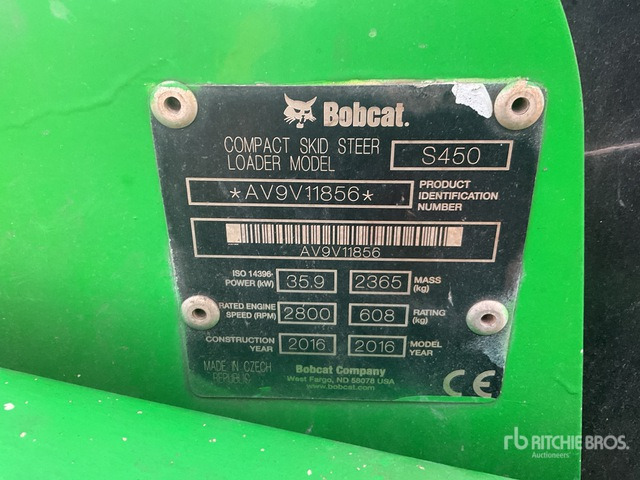 Bobcat.
COMPACT SKID STEER
LOADER MODEL
S450
*AV9V11856*
PRODUCT
IDENTIFICATION
NUMBER
AV9V11856
ISO 14396-
POWER (kW)
35.9
2365
MASS
(kg)
RATED ENGINE
SPEED (RPM)
2800
608
RATING
(kg)
CONSTRUCTION
YEAR
2016
2016
MODEL
YEAR
MADE IN CZECH
REPUBLIC
Bobcat Company
West Fargo, ND 58078 USA
www.bobcat.com
CE
rb RITCHIE BROS.
Auctioneers